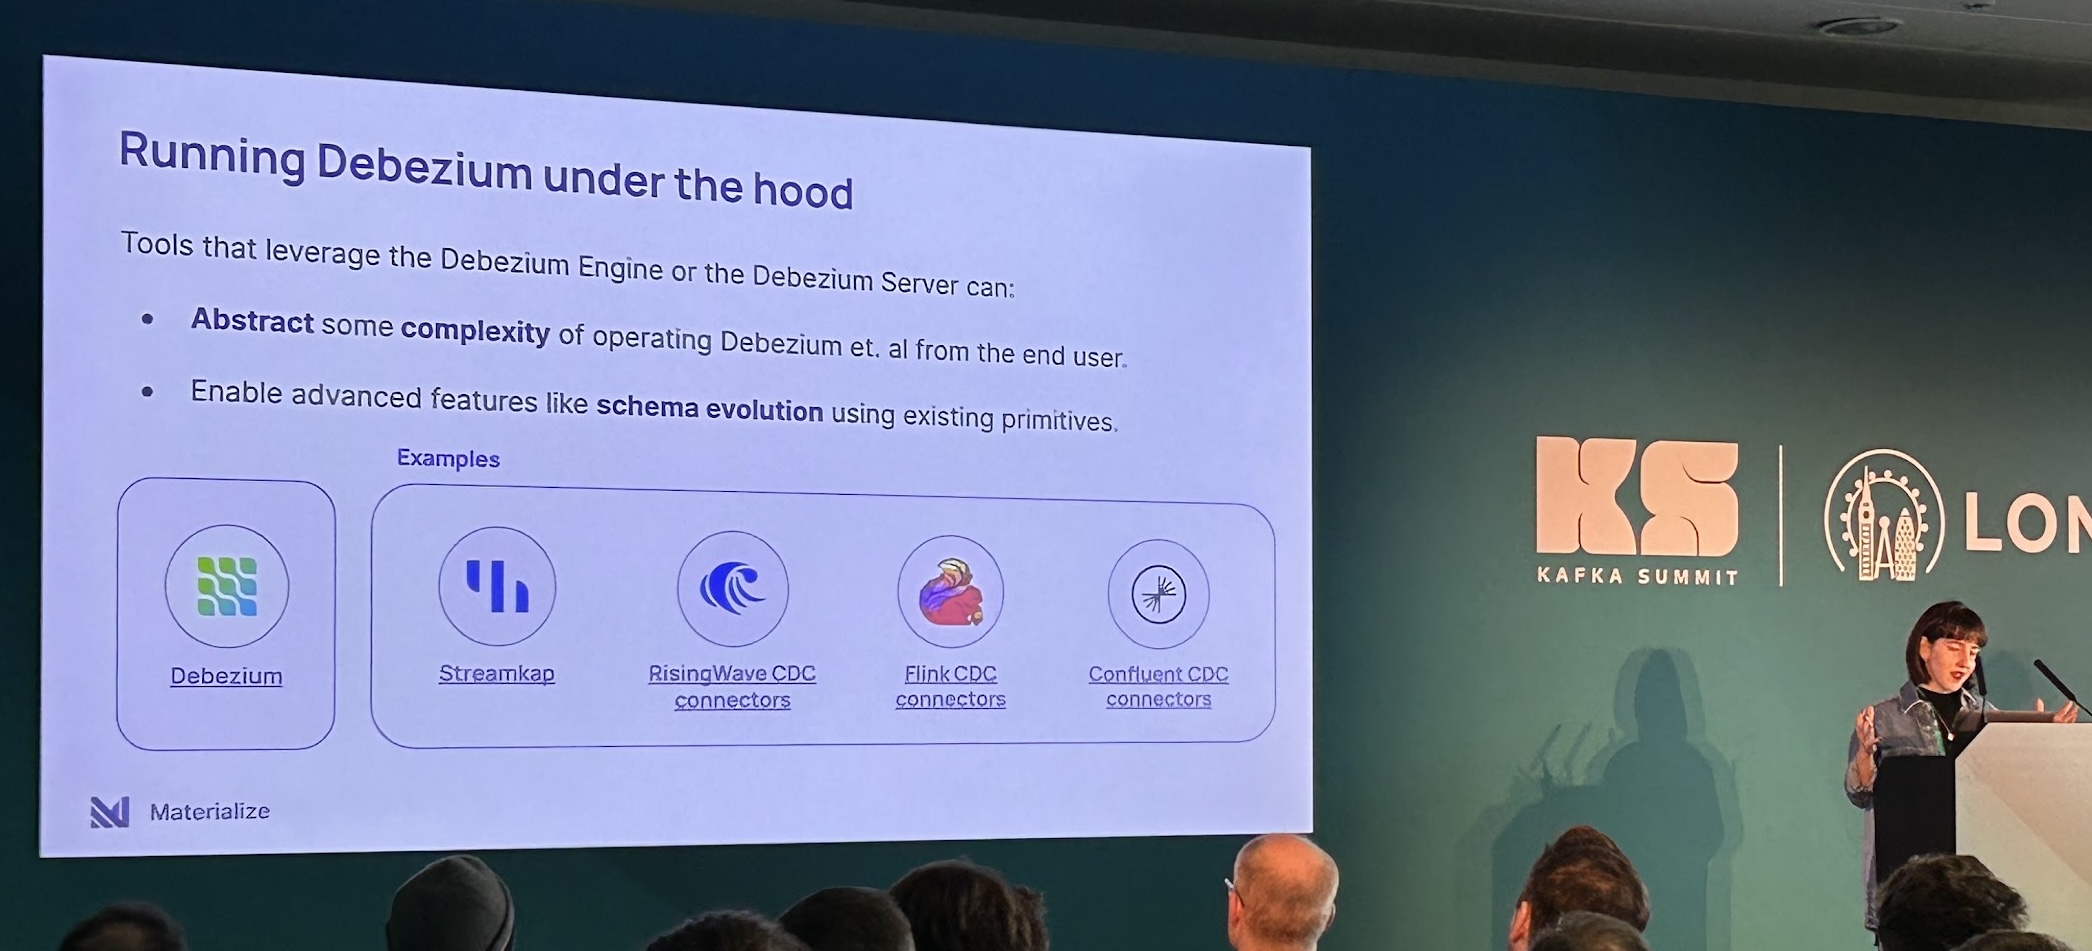 Running Debezium under the hood
Tools that leverage the Debezium Engine or the Debezium Server can:
• Abstract some complexity of operating Debezium et. al from the end user.
• Enable advanced features like schema evolution using existing primitives.
Examples
Debezium
Streamkap
RisingWave CDC
connectors
Flink CDC
connectors
Confluent CDC
connectors
Materialize
KS
KAFKA SUMMIT
LON